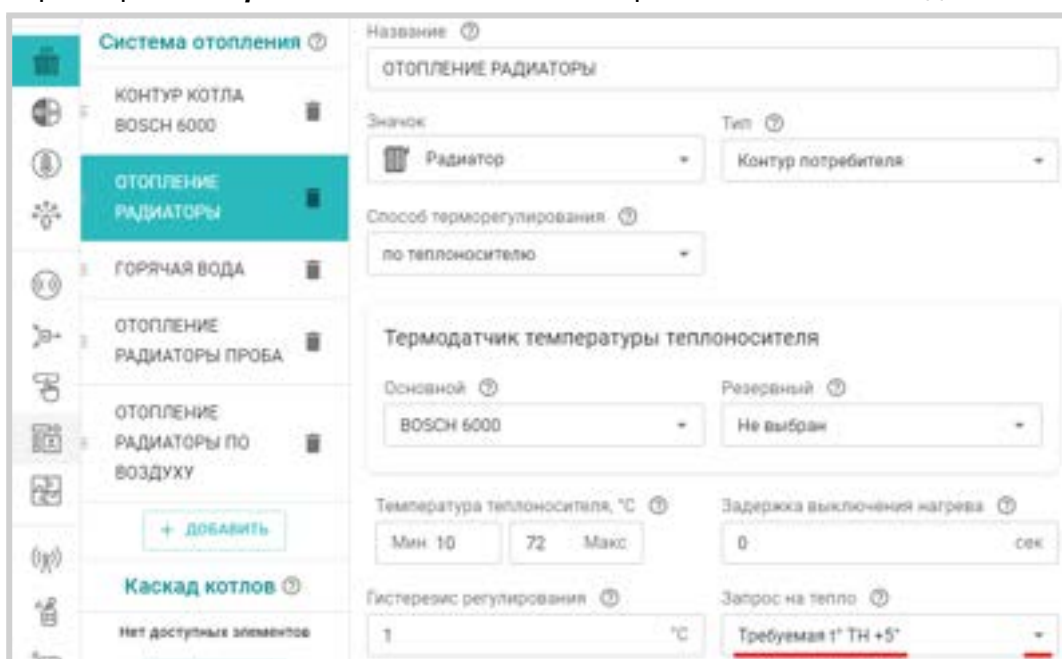 Система отопления
КОНТУР КОТЛА
BOSCH 6000
ОТОПЛЕНИЕ
РАДИАТОРЫ
ГОРЯЧАЯ ВОДА
ОТОПЛЕНИЕ
РАДИАТОРЫ ПРОБА
ОТОПЛЕНИЕ
РАДИАТОРЫ ПО
ВОЗДУХУ
+ ДОБАВИТЬ
Каскад котлов
Нет доступных элементов
Название
ОТОПЛЕНИЕ РАДИАТОРЫ
Значок
Тип
Радиатор
Контур потребителя
Способ терморегулирования
по теплоносителю
Термодатчик температуры теплоносителя
Основной
Резервный
BOSCH 6000
Не выбран
Температура теплоносителя, °C
Задержка выключения нагрева
Мин 10
72 Макс
0 сек
Гистерезис регулирования
Запрос на тепло
1 °C
Требуемая t° ТН +5°